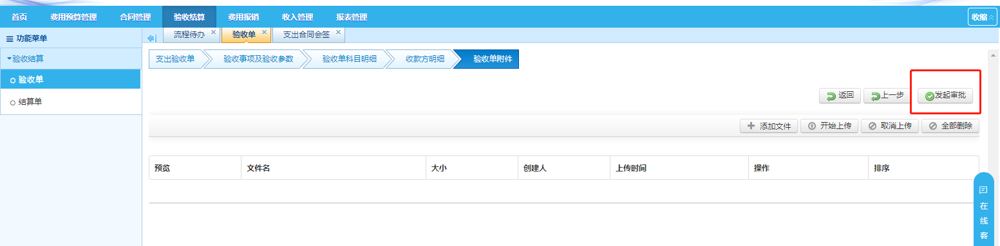 首页 费用预算管理 合同管理 验收结算 费用报销 收入管理 报表管理 收缩
功能菜单
流程待办 验收单 支出合同会签
验收结算
支出验收单 验收事项及验收参数 验收单科目明细 收款方明细 验收单附件
验收单
结算单
返回 上一步 发起审批
添加文件 开始上传 取消上传 全部删除
预览 文件名 大小 创建人 上传时间 操作 排序
在
线
客